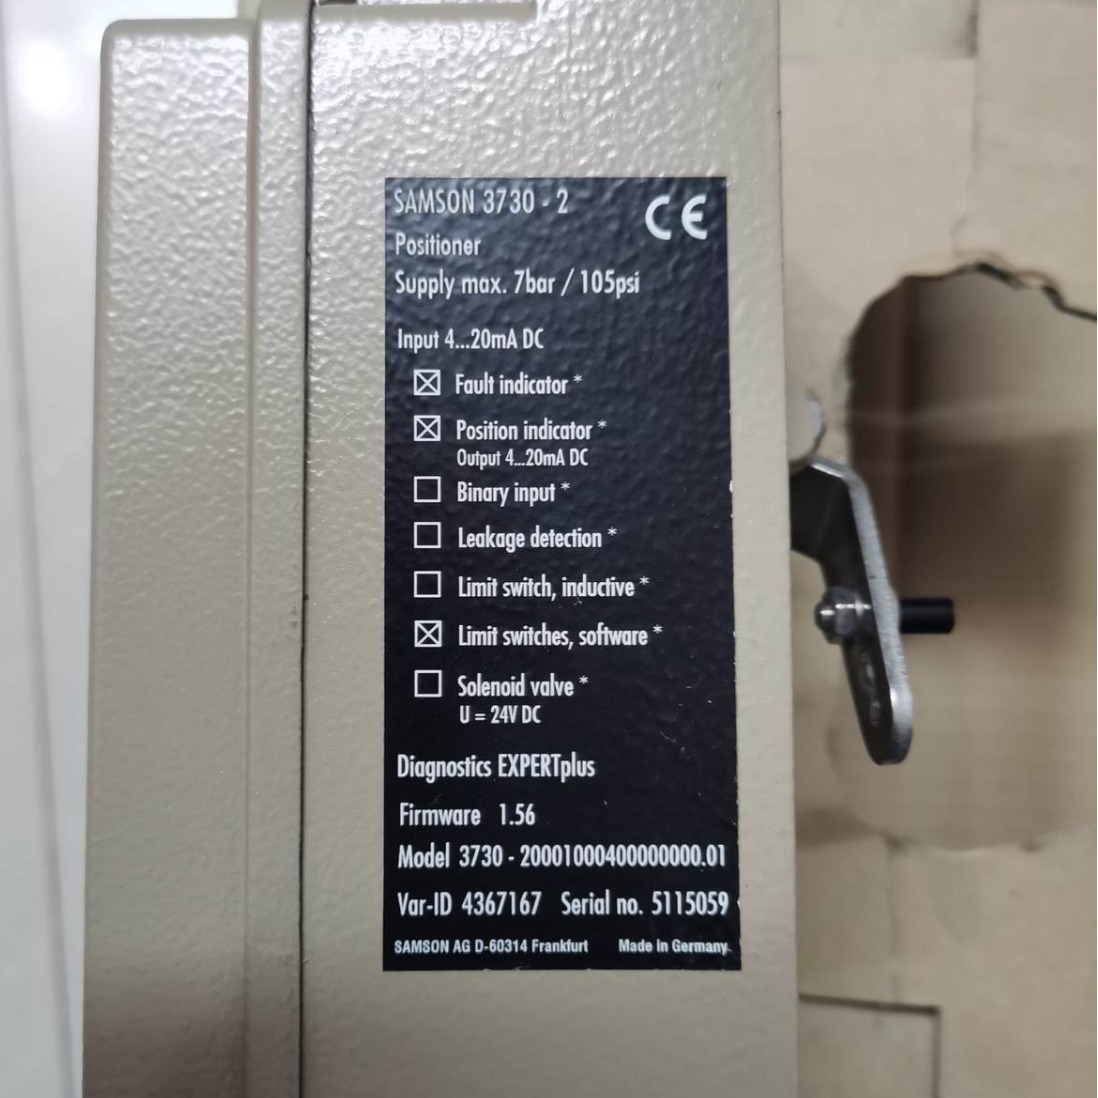 SAMSON 3730 - 2
CE
Positioner
Supply max. 7bar / 105psi
Input 4...20mA DC
☒ Fault indicator *
☒ Position indicator *
Output 4...20mA DC
☐ Binary input *
☐ Leakage detection *
☐ Limit switch, inductive *
☒ Limit switches, software *
☐ Solenoid valve *
U = 24V DC
Diagnostics EXPERTplus
Firmware 1.56
Model 3730 - 20001000400000000.01
Var-ID 4367167 Serial no. 5115059
SAMSON AG D-60314 Frankfurt Made in Germany